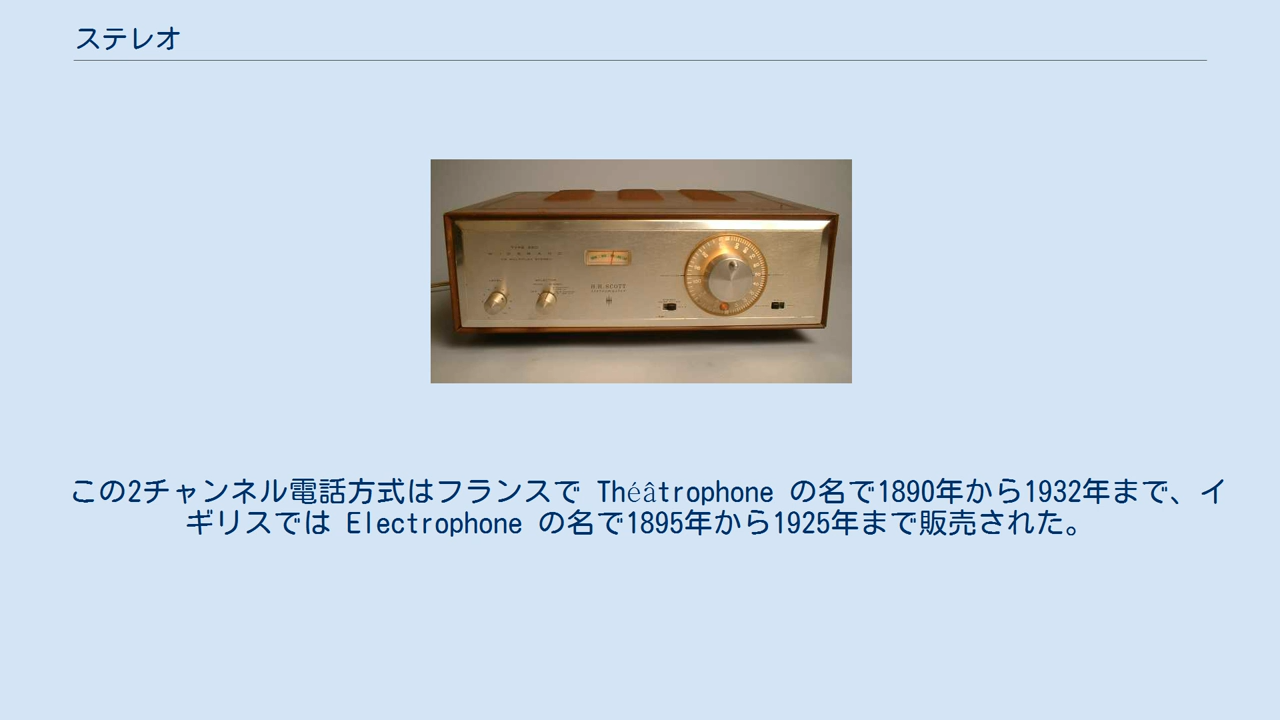 ステレオ
H.H. SCOTT
この2チャンネル電話方式はフランスで Théâtrophone の名で1890年から1932年まで、イ
ギリスでは Electrophone の名で1895年から1925年まで販売された。